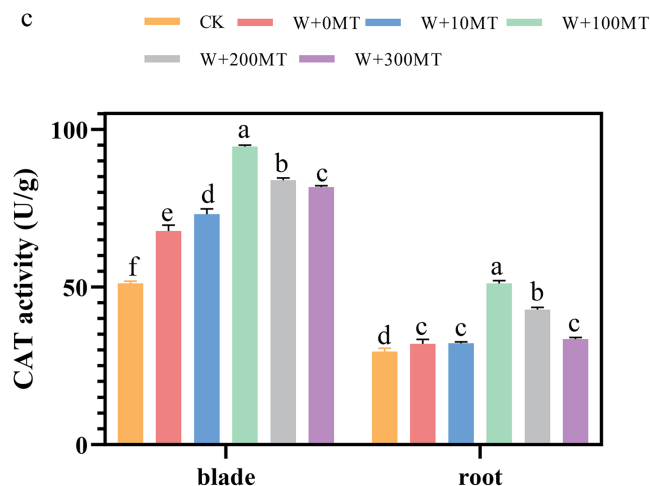 c
CK W+0MT W+10MT W+100MT
W+200MT W+300MT
CAT activity (U/g)
100
50
0
f e d a b c
d c c a b c
blade root